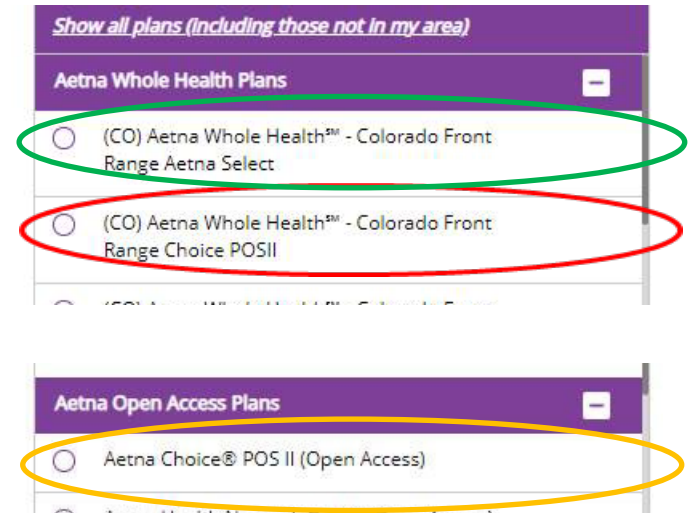 Show all plans (including those not in my area)
Aetna Whole Health Plans
(CO) Aetna Whole Health℠ - Colorado Front
Range Aetna Select
(CO) Aetna Whole Health℠ - Colorado Front
Range Choice POSII
Aetna Open Access Plans
Aetna Choice® POS II (Open Access)